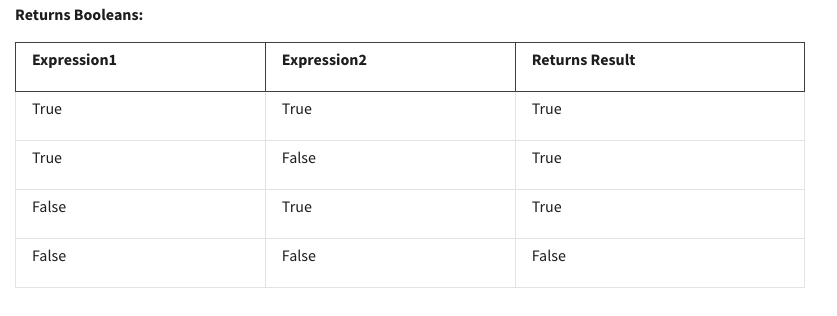 Returns Booleans:
Expression1 Expression2 Returns Result
True True True
True False True
False True True
False False False